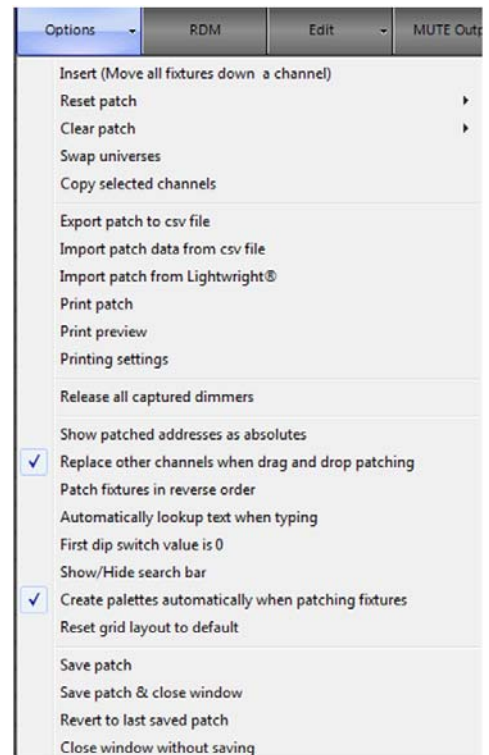 Options RDM Edit MUTE Outp
Insert (Move all fixtures down a channel)
Reset patch
Clear patch
Swap universes
Copy selected channels
Export patch to csv file
Import patch data from csv file
Import patch from Lightwright®
Print patch
Print preview
Printing settings
Release all captured dimmers
Show patched addresses as absolutes
Replace other channels when drag and drop patching
Patch fixtures in reverse order
Automatically lookup text when typing
First dip switch value is 0
Show/Hide search bar
Create palettes automatically when patching fixtures
Reset grid layout to default
Save patch
Save patch & close window
Revert to last saved patch
Close window without saving